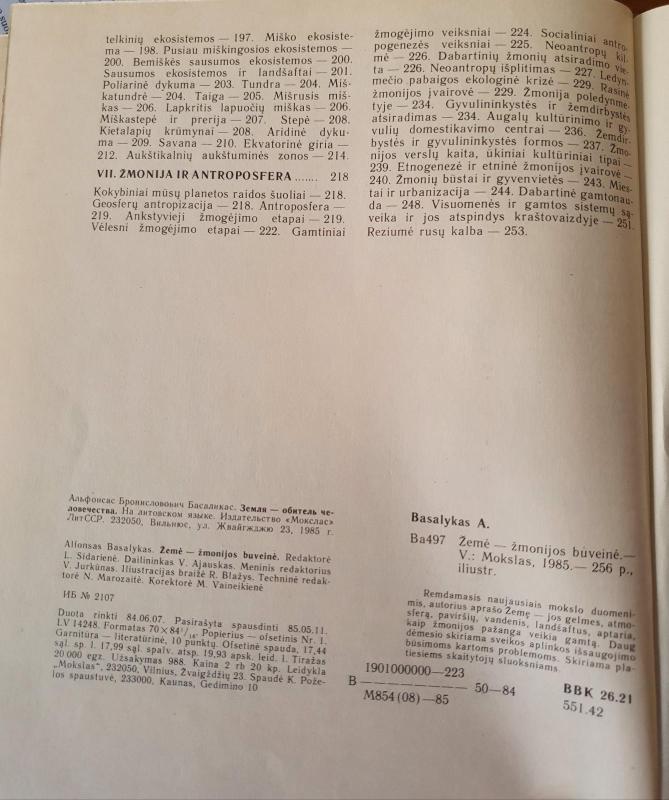 telkinių ekosistemos — 197. Miško ekosiste-
ma — 198. Pusiau miškingosios ekosistemos —
200. Bemiškės sausumos ekosistemos — 200.
Sausumos ekosistemos ir landšaftai — 201.
Poliarinė dykuma — 203. Tundra — 204. Miš-
katundrė — 204. Taiga — 205. Mišrusis miš-
kas — 206. Lapkritis lapuočių miškas — 206.
Miškastepė ir prerija — 207. Stepė — 208.
Kietalapių krūmynai — 208. Aridinė dyku-
ma — 209. Savana — 210. Ekvatorinė giria —
212. Aukštikalnių aukštuminės zonos — 214.
VII. ŽMONIJA IR ANTROPOSFERA ....... 218
Kokybiniai mūsų planetos raidos šuoliai — 218.
Geosferų antropizacija — 218. Antroposfera —
219. Ankstyvieji žmogėjimo etapai — 219.
Vėlesni žmogėjimo etapai — 222. Gamtiniai
žmogėjimo veiksniai — 224. Socialiniai antro-
pogenezės veiksniai — 225. Neoantropų kil-
mė — 226. Dabartinių žmonių atsiradimo vie-
ta — 226. Neoantropų išplitimas — 227. Ledyn-
mečio pabaigos ekologinė krizė — 229. Rasinė
žmonijos įvairovė — 229. Žmonija poledynme-
tyje — 234. Gyvulininkystės ir žemdirbystės
atsiradimas — 234. Augalų kultūrinimo ir gy-
vulių domestikavimo centrai — 236. Žemdir-
bystės ir gyvulininkystės formos — 237. Žmo-
nijos verslų kaita, ūkiniai kultūriniai tipai —
239. Etnogenezė ir etninė žmonijos įvairovė —
240. Žmonių būstai ir gyvenvietės — 243. Mies-
tai ir urbanizacija — 244. Dabartinė gamtonau-
da — 248. Visuomenės ir gamtos sistemų są-
veika ir jos atspindys kraštovaizdyje — 251.
Reziumė rusų kalba — 253.
Альфонсас Брониславович Басаликас. Земля — обитель че-
ловечества. На литовском языке. Издательство «Мокслас»
ЛитССР. 232050, Вильнюс, ул. Жвайгжджю 23, 1985 г.
Alfonsas Basalykas. Žemė — žmonijos buveinė. Redaktorė
L. Sidarienė. Dailininkas V. Ajauskas. Meninis redaktorius
V. Jurkūnas. Iliustracijas braižė R. Blažys. Techninė redak-
torė N. Marozaitė. Korektorė M. Vaineikienė
ИБ № 2107
Duota rinkti 84.06.07. Pasirašyta spausdinti 85.05.11.
LV 14248. Formatas 70×84¹/₁₆. Popierius — ofsetinis Nr. 1.
Garnitūra — literatūrinė, 10 punktų. Ofsetinė spauda. 17,44
sąl. sp. l. 17,99 sąl. spalv. atsp. 19,93 apsk. leid. l. Tiražas
20 000 egz. Užsakymas 988. Kaina 2 rb 20 kp. Leidykla
„Mokslas", 232050, Vilnius, Žvaigždžių 23. Spaudė K. Pože-
los spaustuvė, 233000, Kaunas, Gedimino 10
Basalykas A.
Ba497 Žemė — žmonijos buveinė.—
V.: Mokslas, 1985.— 256 p.,
iliustr.
Remdamasis naujausiais mokslo duomeni-
mis, autorius aprašo Žemę — jos gelmes, atmo-
sferą, paviršių, vandenis, landšaftus, aptaria,
kaip žmonijos pažanga veikia gamtą. Daug
dėmesio skiriama sveikos aplinkos išsaugojimo
būsimoms kartoms problemoms. Skiriama pla-
tiesiems skaitytojų sluoksniams.
1901000000—223
B ————————— 50—84
M854(08)—85
BBK 26.21
551.42